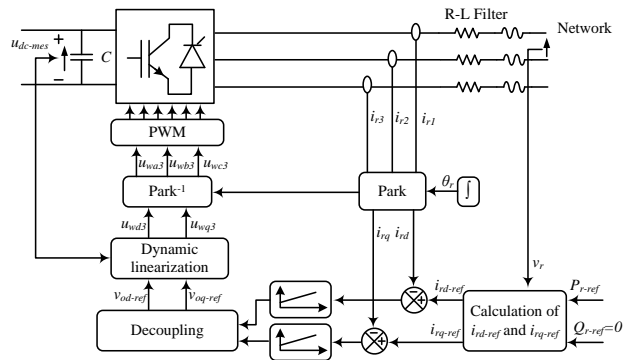 R-L Filter
Network
u_dc-mes
+
−
C
i_r3
i_r2
i_r1
PWM
u_wa3 u_wb3 u_wc3
Park⁻¹
Park
θ_r
∫
u_wd3
u_wq3
i_rq i_rd
Dynamic
linearization
v_od-ref
v_oq-ref
Decoupling
− +
i_rd-ref
− +
i_rq-ref
v_r
Calculation of
i_rd-ref and i_rq-ref
P_r-ref
Q_r-ref=0